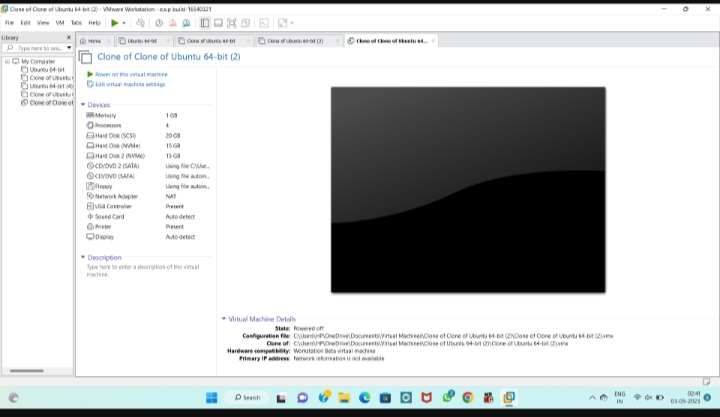 Clone of Clone of Ubuntu 64-bit (2) - VMware Workstation - e.x.p build-16540321
File Edit View VM Tabs Help
Library
Type here to sea...
My Computer
Ubuntu 64-bit
Clone of Ubuntu
Ubuntu 64-bit (4)
Clone of Ubuntu
Clone of Clone of
Home
Ubuntu 64-bit
Clone of Ubuntu 64-bit
Clone of Ubuntu 64-bit (2)
Clone of Clone of Ubuntu 64...
Clone of Clone of Ubuntu 64-bit (2)
Power on this virtual machine
Edit virtual machine settings
Devices
Memory 1 GB
Processors 4
Hard Disk (SCSI) 20 GB
Hard Disk (NVMe) 15 GB
Hard Disk 2 (NVMe) 15 GB
CD/DVD 2 (SATA) Using file C:\Use...
CD/DVD (SATA) Using file autoin...
Floppy Using file autoin...
Network Adapter NAT
USB Controller Present
Sound Card Auto detect
Printer Present
Display Auto detect
Description
Type here to enter a description of this virtual
machine.
Virtual Machine Details
State: Powered off
Configuration file: C:\Users\HP\OneDrive\Documents\Virtual Machines\Clone of Clone of Ubuntu 64-bit (2)\Clone of Clone of Ubuntu 64-bit (2).vmx
Clone of: C:\Users\HP\OneDrive\Documents\Virtual Machines\Clone of Ubuntu 64-bit (2)\Clone of Ubuntu 64-bit (2).vmx
Hardware compatibility: Workstation Beta virtual machine
Primary IP address: Network information is not available
Search
ENG
IN
02:41
03-05-2023